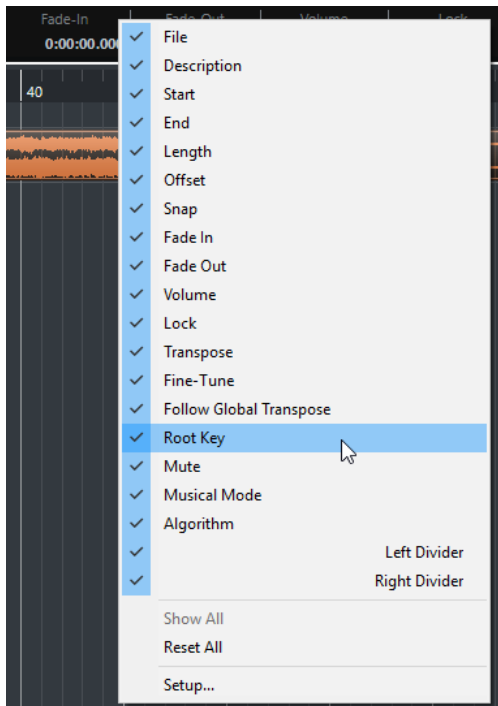 Fade-In Fade-Out Volume Lock
0:00:00.000
40
File
Description
Start
End
Length
Offset
Snap
Fade In
Fade Out
Volume
Lock
Transpose
Fine-Tune
Follow Global Transpose
Root Key
Mute
Musical Mode
Algorithm
Left Divider
Right Divider
Show All
Reset All
Setup...